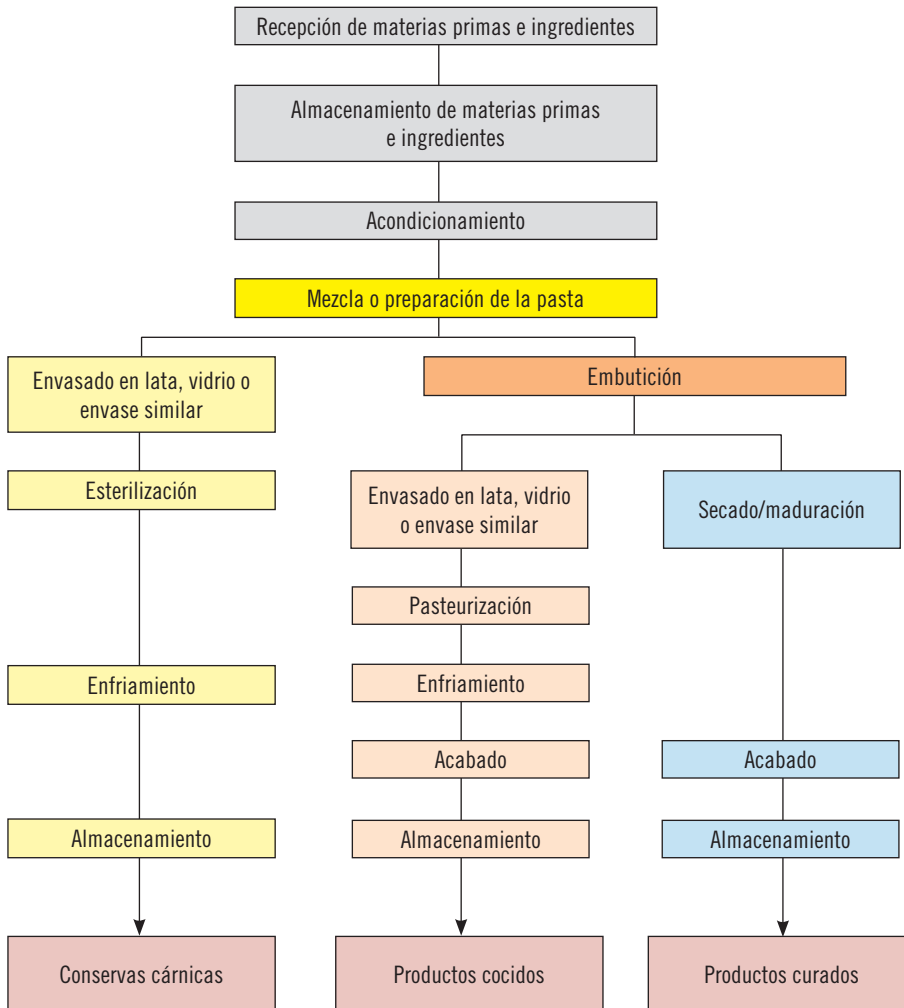 Recepción de materias primas e ingredientes
Almacenamiento de materias primas
e ingredientes
Acondicionamiento
Mezcla o preparación de la pasta
Envasado en lata, vidrio o
envase similar
Embutición
Esterilización
Envasado en lata, vidrio
o envase similar
Secado/maduración
Pasteurización
Enfriamiento
Enfriamiento
Acabado
Acabado
Almacenamiento
Almacenamiento
Almacenamiento
Conservas cárnicas
Productos cocidos
Productos curados